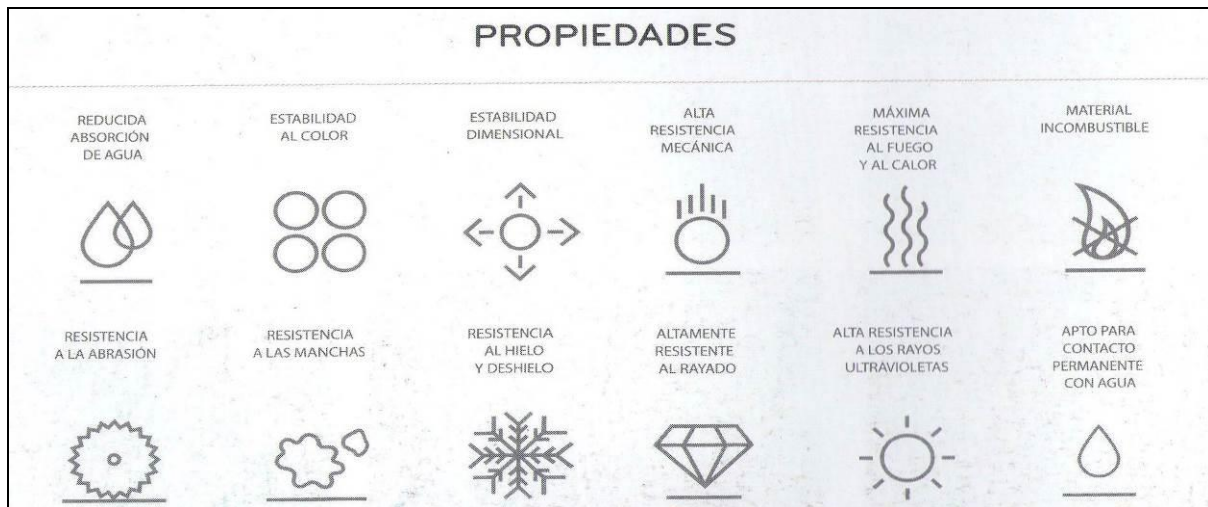 PROPIEDADES
REDUCIDA
ABSORCIÓN
DE AGUA
ESTABILIDAD
AL COLOR
ESTABILIDAD
DIMENSIONAL
ALTA
RESISTENCIA
MECÁNICA
MÁXIMA
RESISTENCIA
AL FUEGO
Y AL CALOR
MATERIAL
INCOMBUSTIBLE
RESISTENCIA
A LA ABRASIÓN
RESISTENCIA
A LAS MANCHAS
RESISTENCIA
AL HIELO
Y DESHIELO
ALTAMENTE
RESISTENTE
AL RAYADO
ALTA RESISTENCIA
A LOS RAYOS
ULTRAVIOLETAS
APTO PARA
CONTACTO
PERMANENTE
CON AGUA